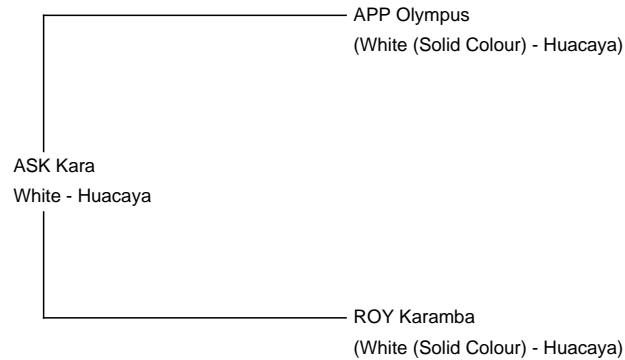 APP Olympus
(White (Solid Colour) - Huacaya)
ASK Kara
White - Huacaya
ROY Karamba
(White (Solid Colour) - Huacaya)